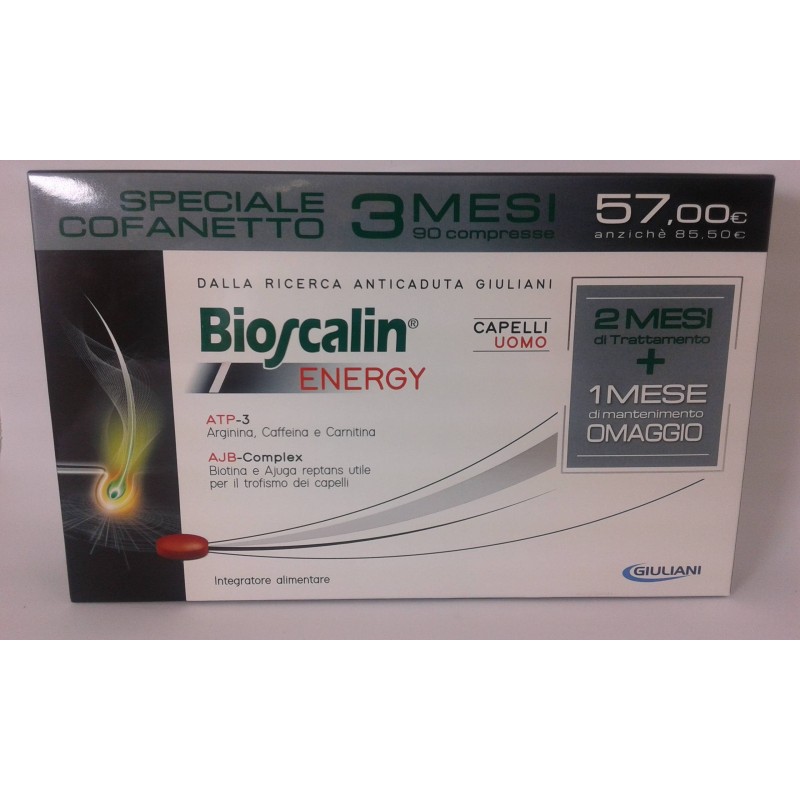 SPECIALE
COFANETTO
3 MESI
90 compresse
57,00€
anzichè 85,50€
DALLA RICERCA ANTICADUTA GIULIANI
Bioscalin®
ENERGY
CAPELLI
UOMO
2 MESI
di Trattamento
+
1 MESE
di mantenimento
OMAGGIO
ATP-3
Arginina, Caffeina e Carnitina
AJB-Complex
Biotina e Ajuga reptans utile
per il trofismo dei capelli
Integratore alimentare
GIULIANI